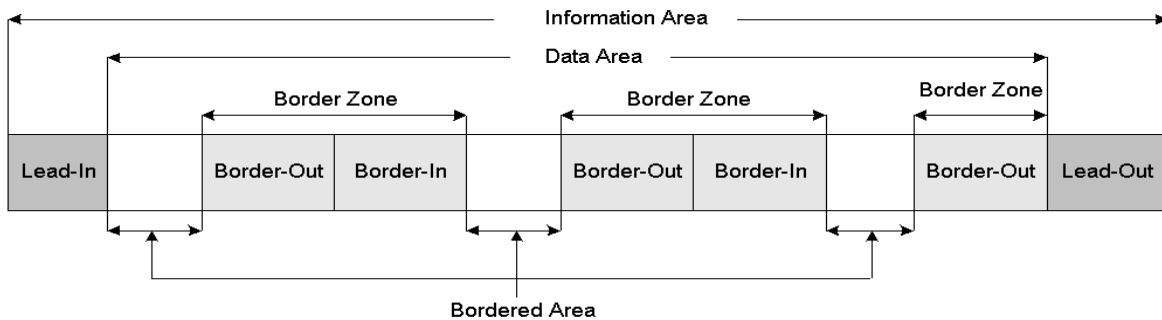 Information Area
Data Area
Border Zone
Border Zone
Border Zone
Lead-In
Border-Out
Border-In
Border-Out
Border-In
Border-Out
Lead-Out
Bordered Area